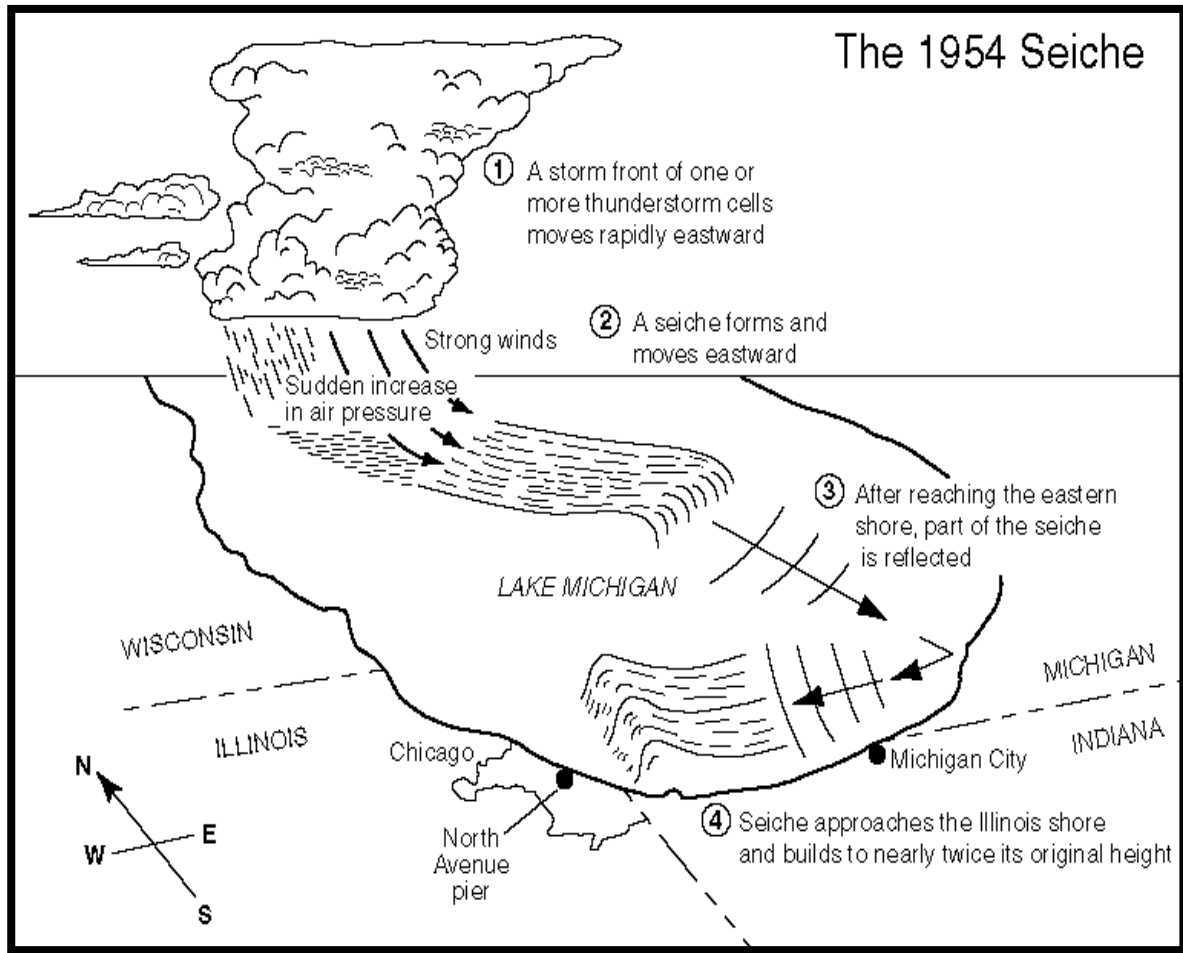 The 1954 Seiche
1 A storm front of one or
more thunderstorm cells
moves rapidly eastward
2 A seiche forms and
moves eastward
Strong winds
Sudden increase
in air pressure
3 After reaching the eastern
shore, part of the seiche
is reflected
LAKE MICHIGAN
WISCONSIN
ILLINOIS
MICHIGAN
INDIANA
Chicago
Michigan City
North
Avenue
pier
4 Seiche approaches the Illinois shore
and builds to nearly twice its original height
N
W
E
S